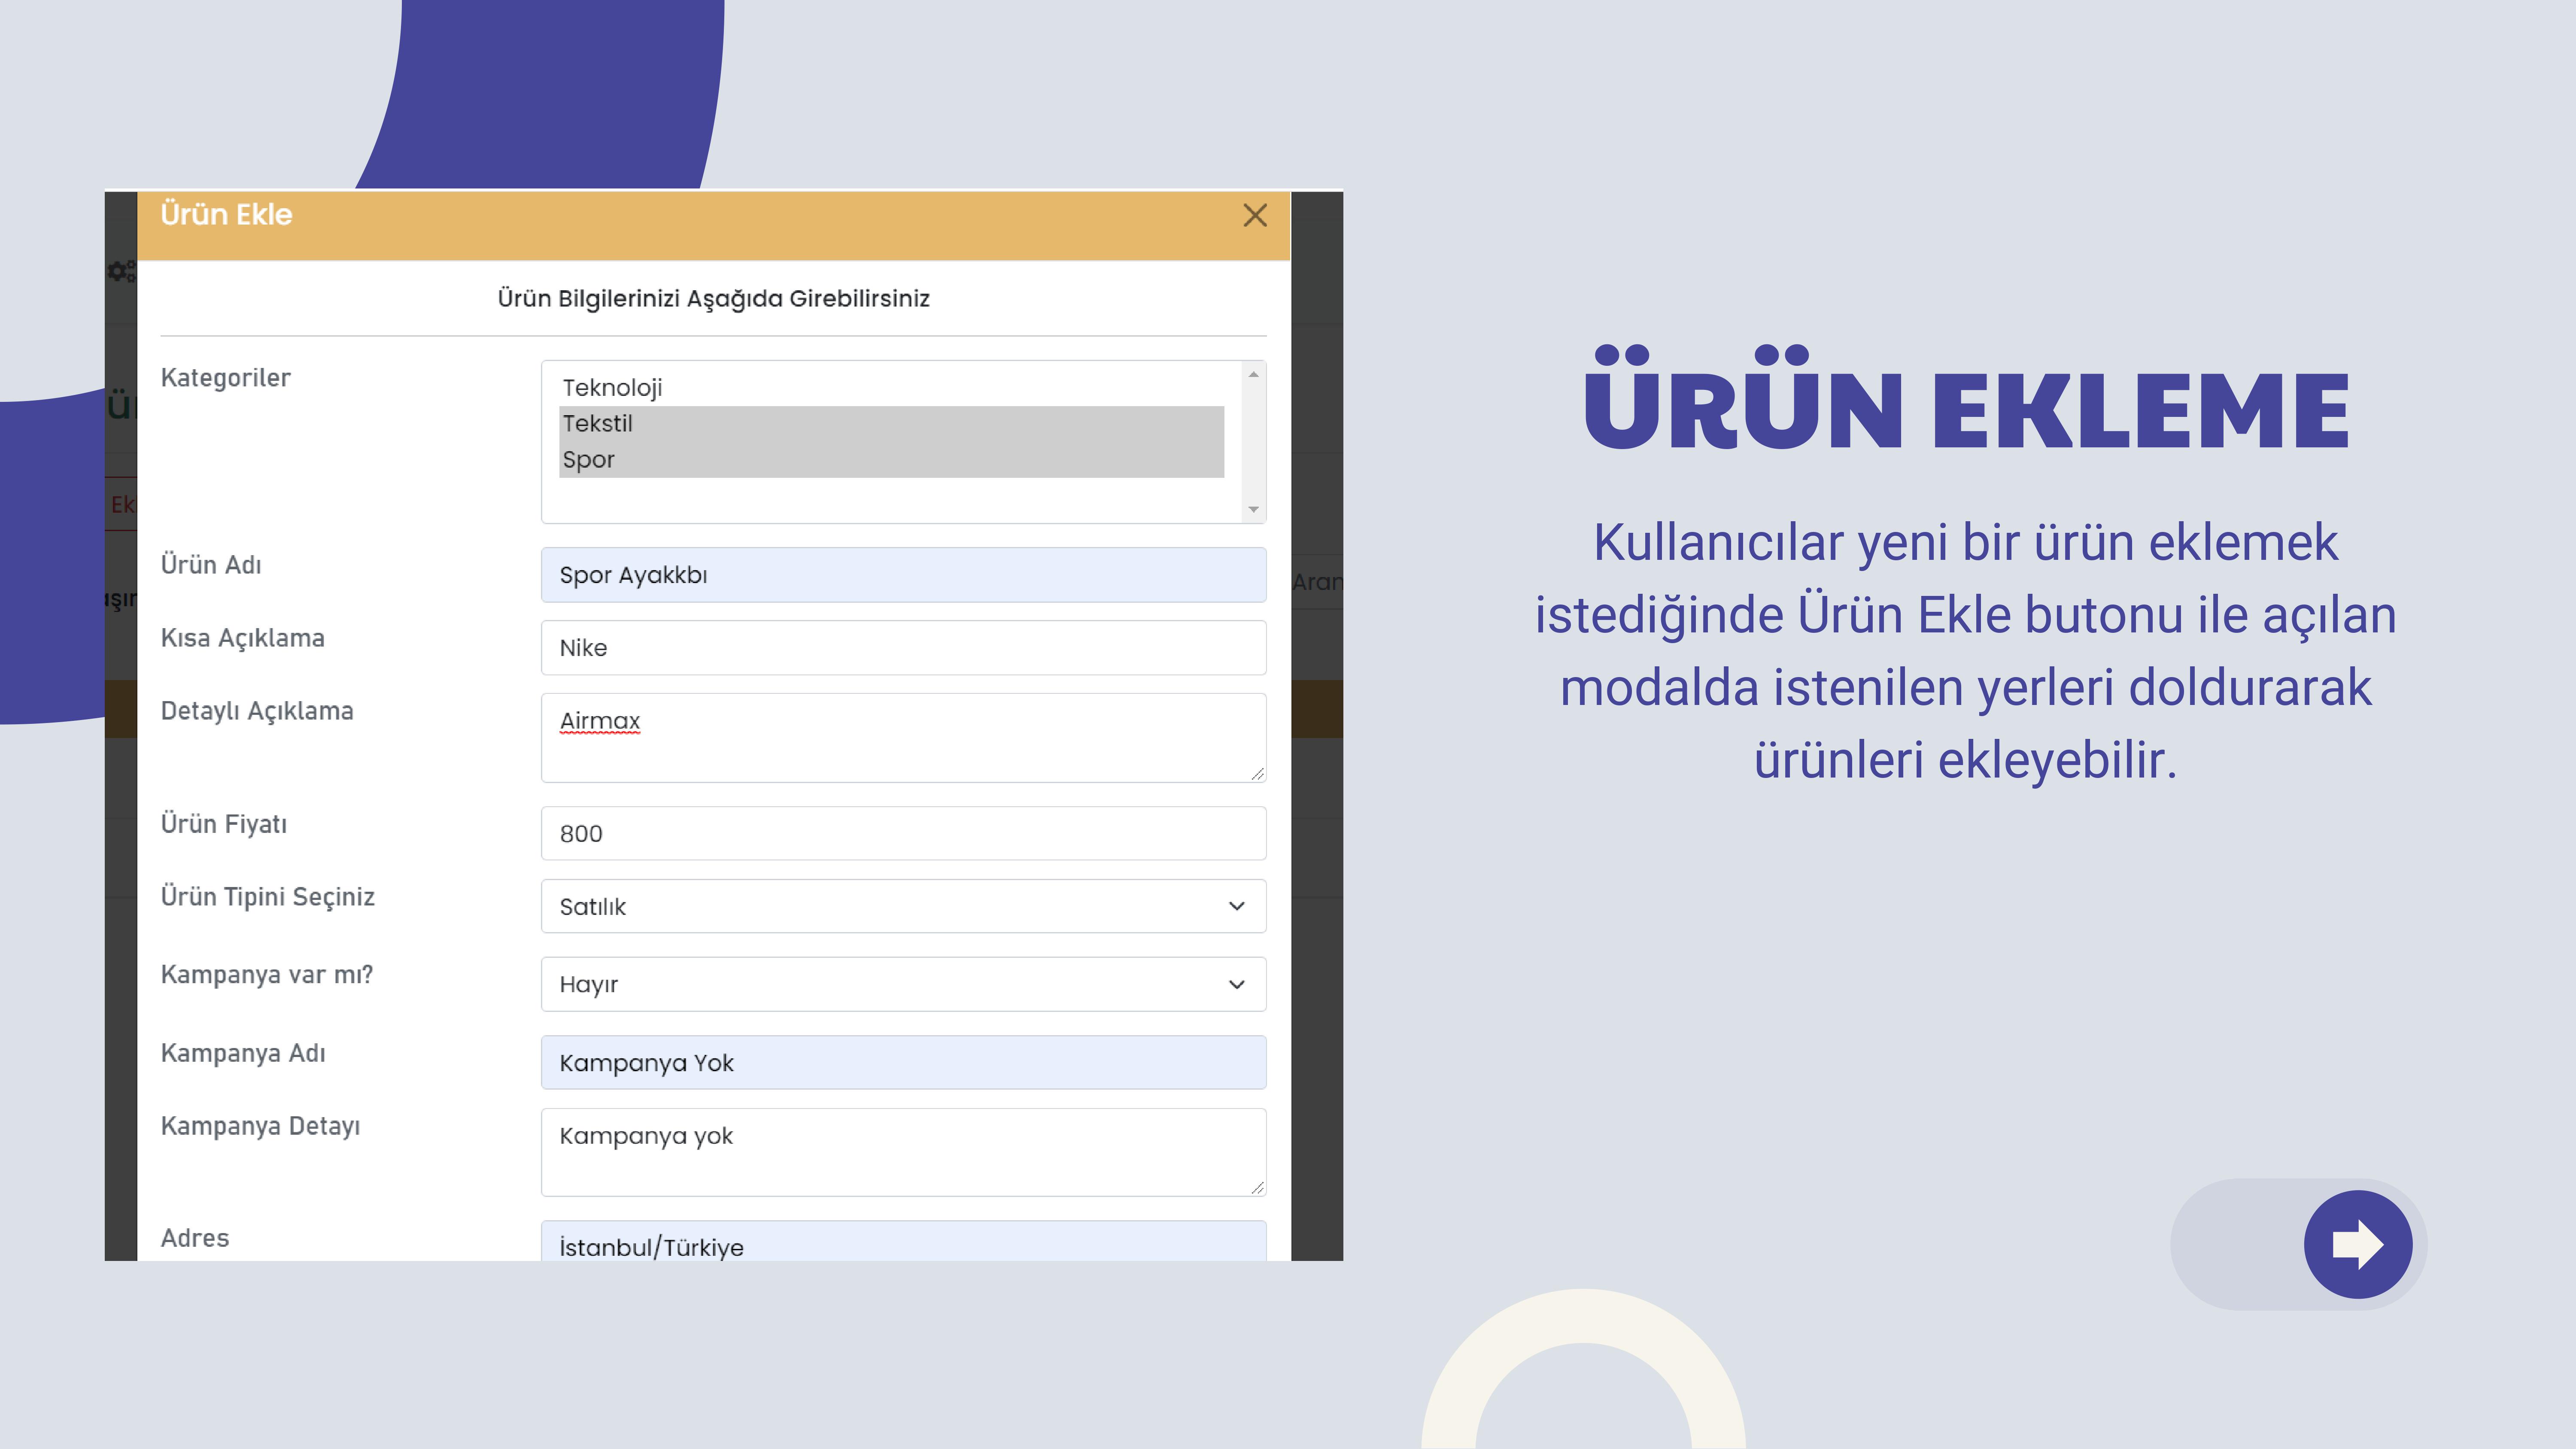 Ürün Ekle
Ürün Bilgilerinizi Aşağıda Girebilirsiniz
Kategoriler
Teknoloji
Tekstil
Spor
Ürün Adı
Spor Ayakkbı
Kısa Açıklama
Nike
Detaylı Açıklama
Airmax
Ürün Fiyatı
800
Ürün Tipini Seçiniz
Satılık
Kampanya var mı?
Hayır
Kampanya Adı
Kampanya Yok
Kampanya Detayı
Kampanya yok
Adres
İstanbul/Türkiye
ÜRÜN EKLEME
Kullanıcılar yeni bir ürün eklemek
istediğinde Ürün Ekle butonu ile açılan
modalda istenilen yerleri doldurarak
ürünleri ekleyebilir.